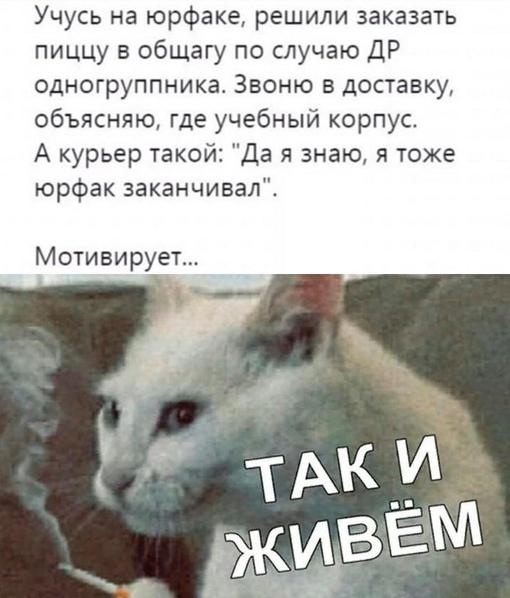 Учусь на юрфаке, решили заказать
пиццу в общагу по случаю ДР
одногруппника. Звоню в доставку,
объясняю, где учебный корпус.
А курьер такой: "Да я знаю, я тоже
юрфак заканчивал".
Мотивирует...
ТАК И
ЖИВЁМ